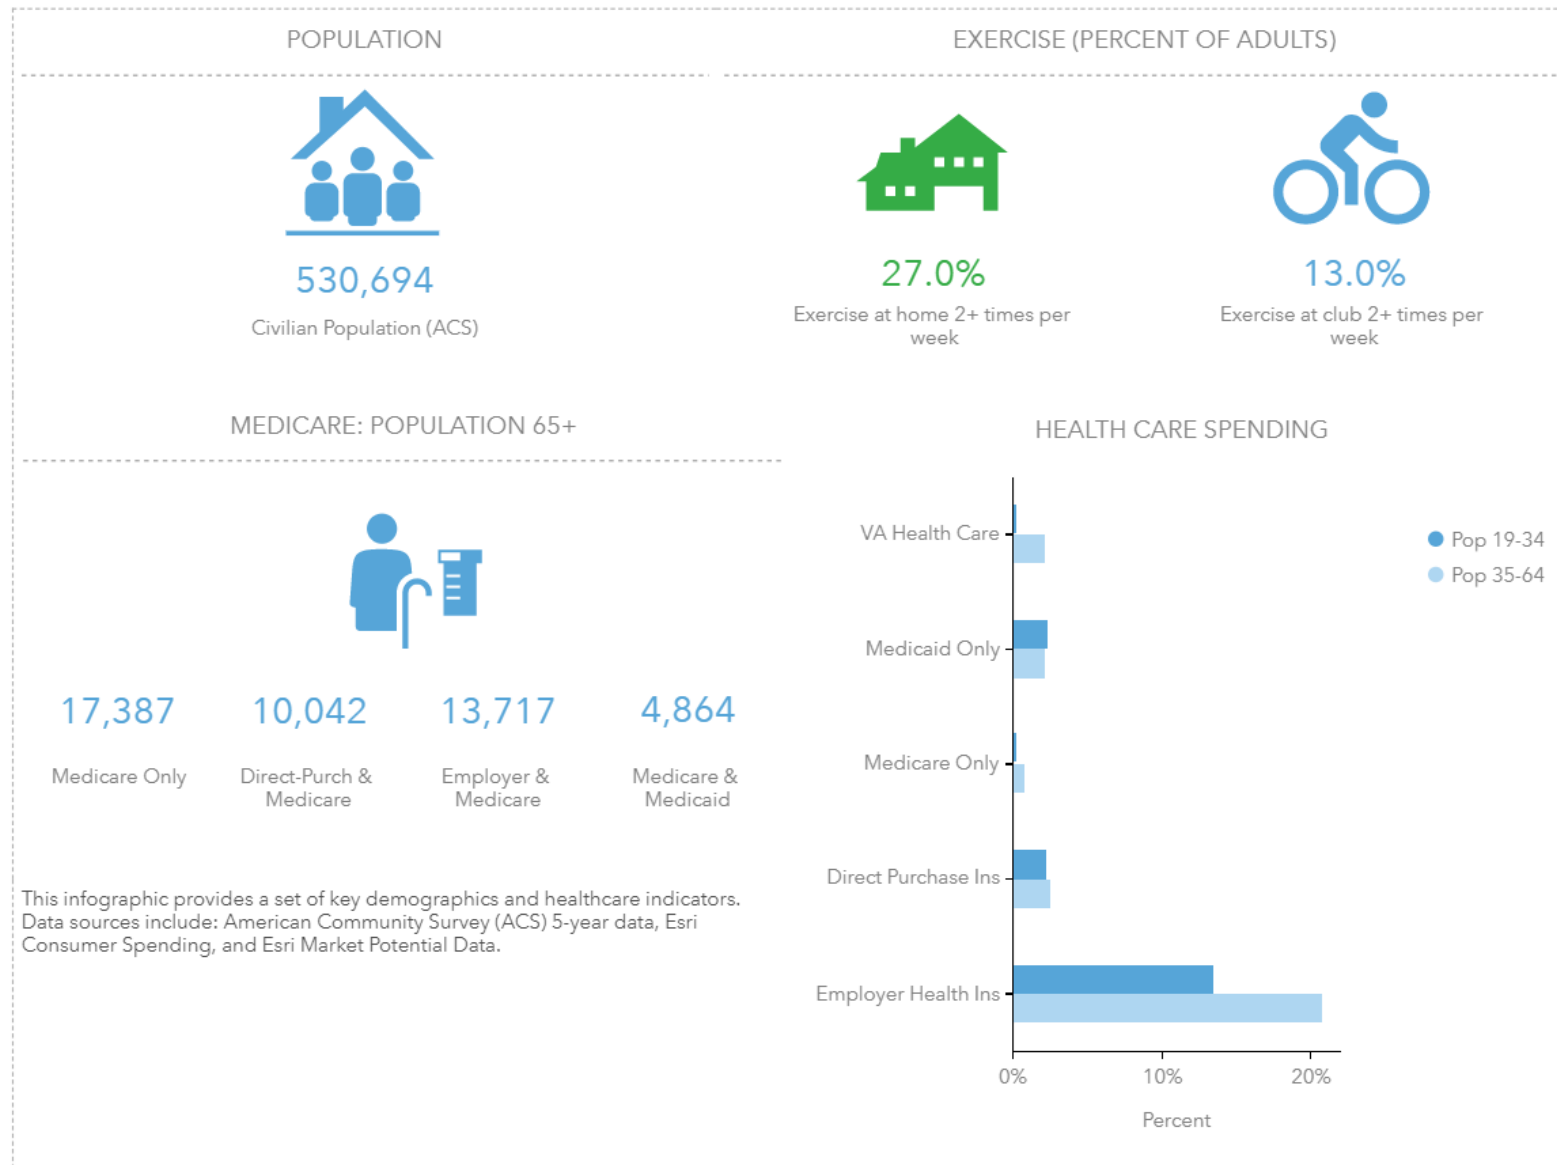 POPULATION
530,694
Civilian Population (ACS)
EXERCISE (PERCENT OF ADULTS)
27.0%
Exercise at home 2+ times per
week
13.0%
Exercise at club 2+ times per
week
MEDICARE: POPULATION 65+
17,387
Medicare Only
10,042
Direct-Purch &
Medicare
13,717
Employer &
Medicare
4,864
Medicare &
Medicaid
This infographic provides a set of key demographics and healthcare indicators.
Data sources include: American Community Survey (ACS) 5-year data, Esri
Consumer Spending, and Esri Market Potential Data.
HEALTH CARE SPENDING
VA Health Care
Medicaid Only
Medicare Only
Direct Purchase Ins
Employer Health Ins
0%
10%
20%
Percent
Pop 19-34
Pop 35-64